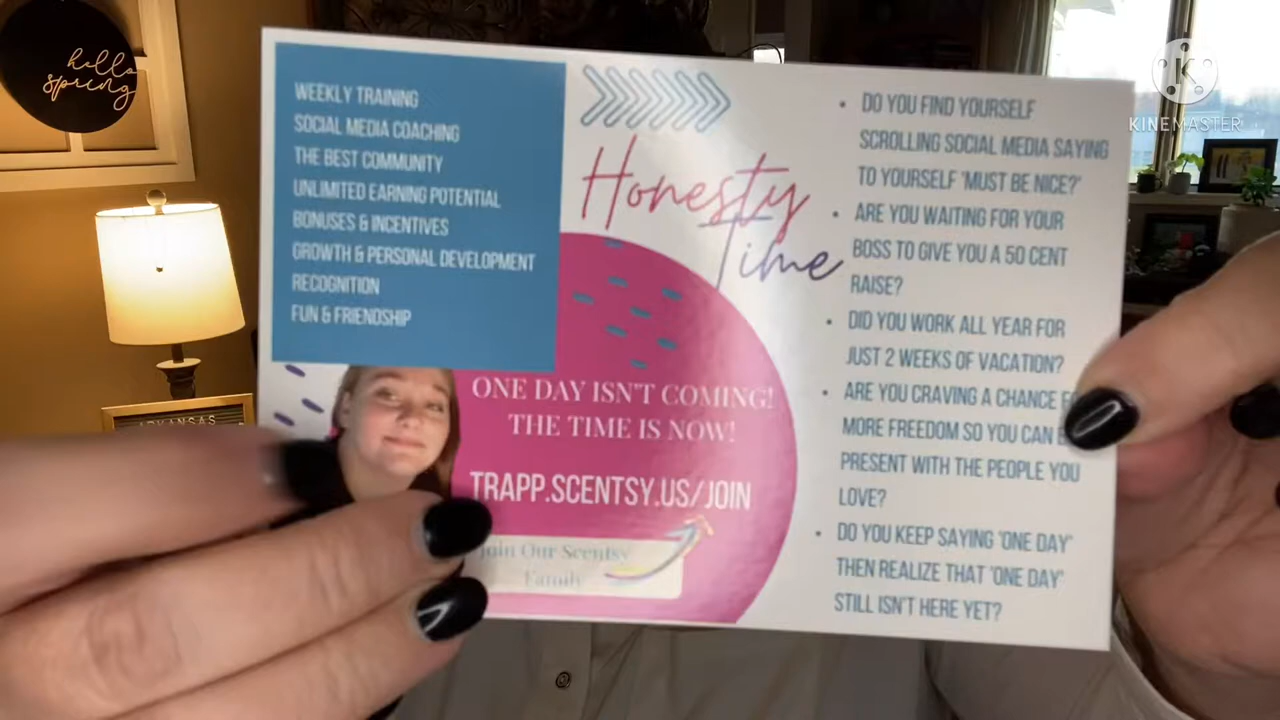 hello
spring
KINEMASTER
WEEKLY TRAINING
SOCIAL MEDIA COACHING
THE BEST COMMUNITY
UNLIMITED EARNING POTENTIAL
BONUSES & INCENTIVES
GROWTH & PERSONAL DEVELOPMENT
RECOGNITION
FUN & FRIENDSHIP
Honesty
Time
ONE DAY ISN'T COMING!
THE TIME IS NOW!
TRAPP.SCENTSY.US/JOIN
Join Our Scentsy
Family
• DO YOU FIND YOURSELF
SCROLLING SOCIAL MEDIA SAYING
TO YOURSELF 'MUST BE NICE?'
• ARE YOU WAITING FOR YOUR
BOSS TO GIVE YOU A 50 CENT
RAISE?
• DID YOU WORK ALL YEAR FOR
JUST 2 WEEKS OF VACATION?
• ARE YOU CRAVING A CHANCE
MORE FREEDOM SO YOU CAN
PRESENT WITH THE PEOPLE YOU
LOVE?
• DO YOU KEEP SAYING 'ONE DAY'
THEN REALIZE THAT 'ONE DAY'
STILL ISN'T HERE YET?
ARKANSAS